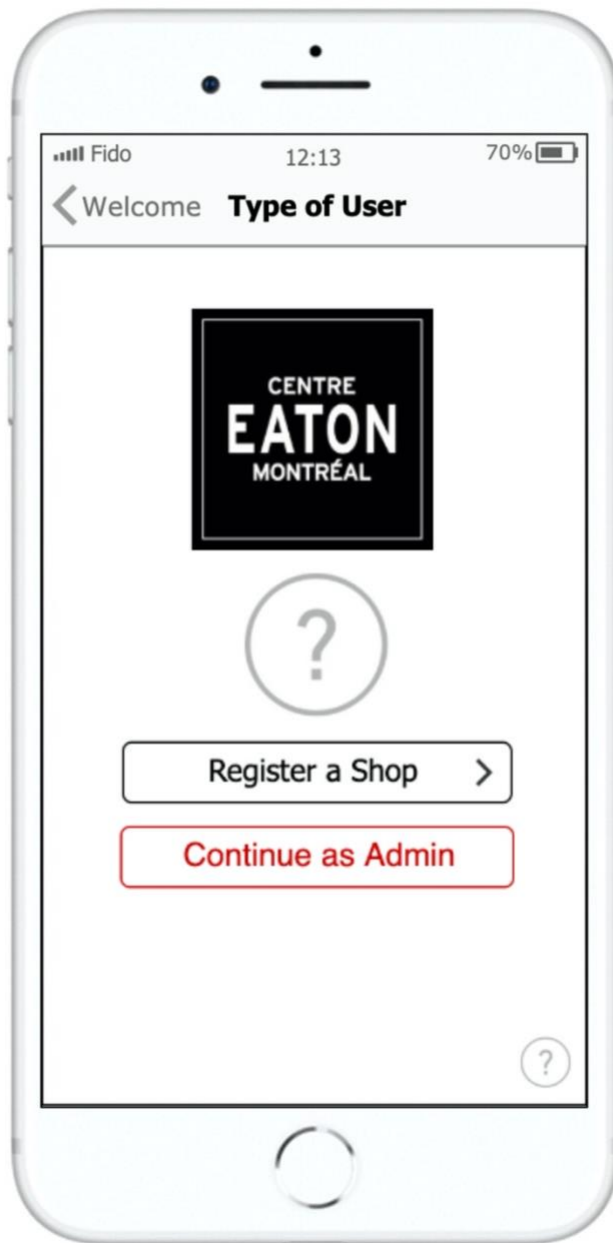 Fido 12:13 70%
Welcome Type of User
CENTRE
EATON
MONTRÉAL
?
Register a Shop >
Continue as Admin
?